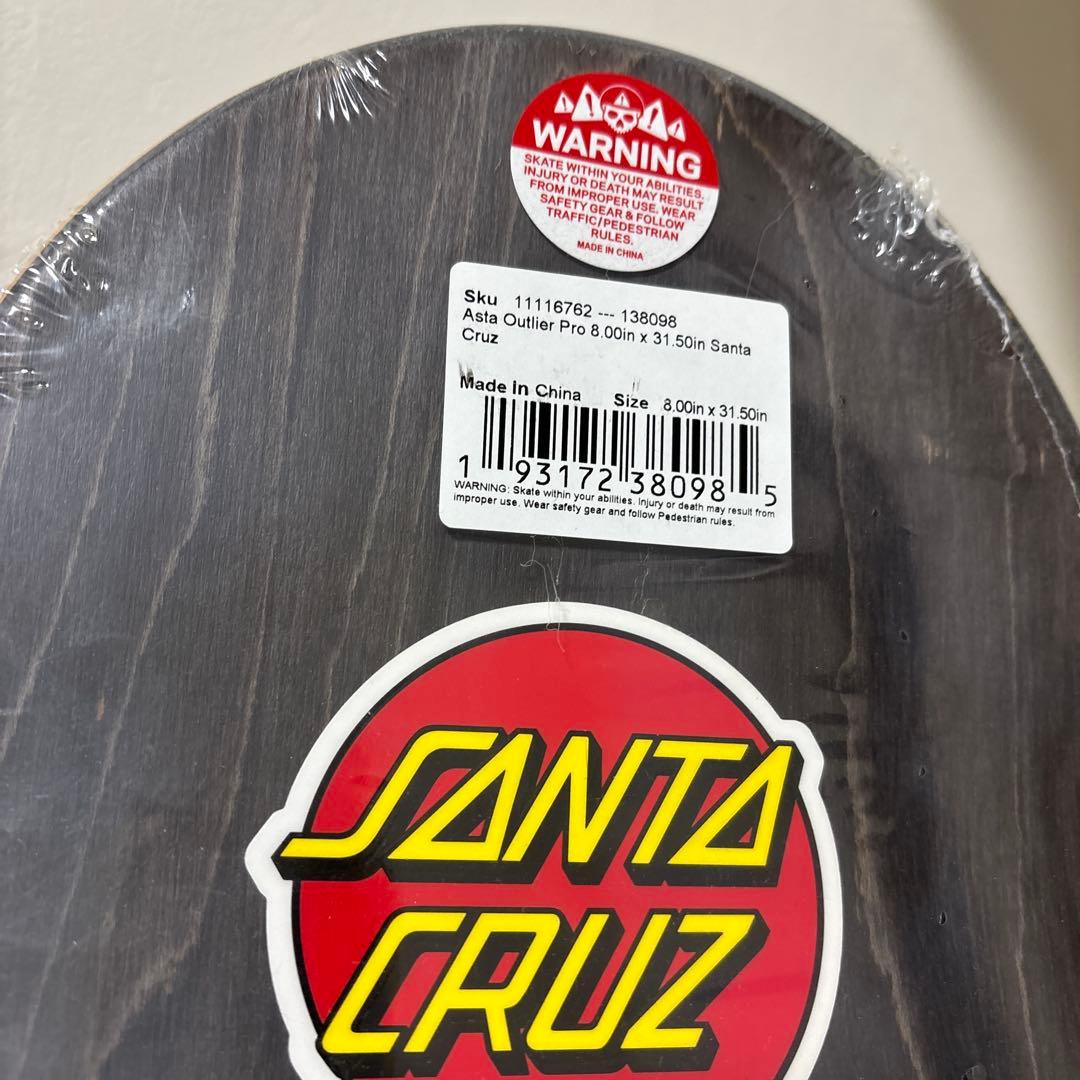 WARNING
SKATE WITHIN YOUR ABILITIES.
INJURY OR DEATH MAY RESULT
FROM IMPROPER USE. WEAR
SAFETY GEAR & FOLLOW
TRAFFIC/PEDESTRIAN
RULES.
MADE IN CHINA
Sku 11116762 --- 138098
Asta Outlier Pro 8.00in x 31.50in Santa
Cruz
Made in China Size 8.00in x 31.50in
1 93172 38098 5
WARNING: Skate within your abilities. Injury or death may result from
improper use. Wear safety gear and follow Pedestrian rules.
SANTA
CRUZ